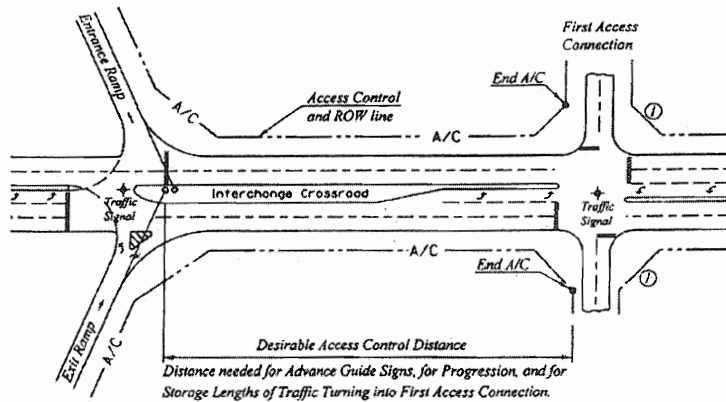 First Access
Connection
Entrance Ramp
End A/C
A/C
Access Control
and ROW line
A/C
1
Interchange Crossroad
Traffic
Signal
Traffic
Signal
A/C
End A/C
1
Exit Ramp
A/C
Desirable Access Control Distance
Distance needed for Advance Guide Signs, for Progression, and for
Storage Lengths of Traffic Turning into First Access Connection.